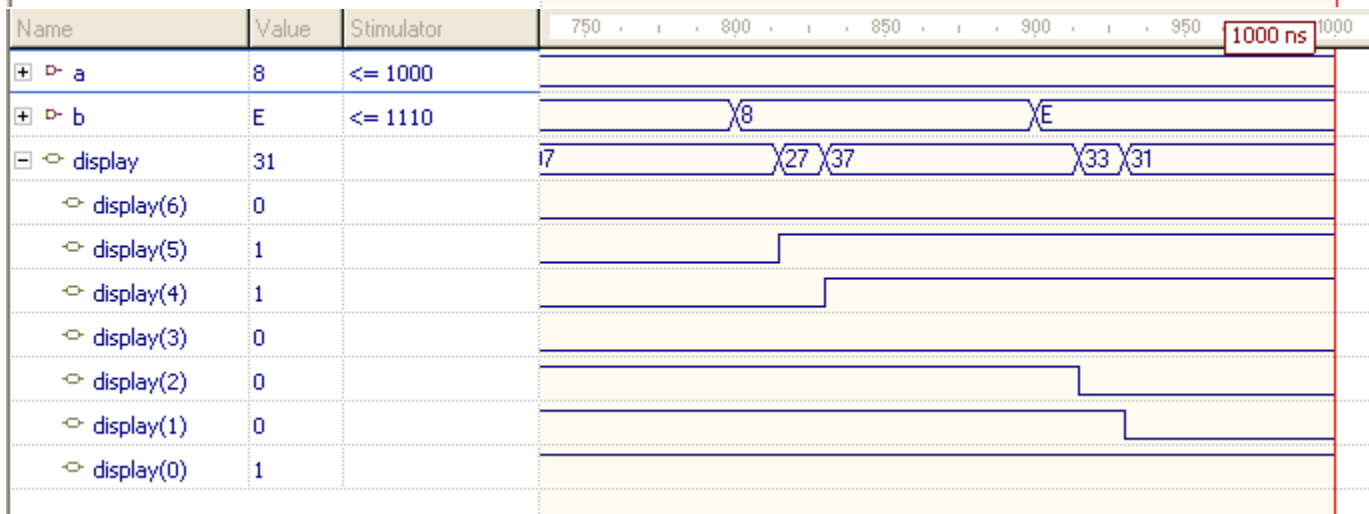 Name Value Stimulator 750 800 850 900 950 1000 ns
a 8 <= 1000
b E <= 1110 8 E
display 31 27 37 33 31
display(6) 0
display(5) 1
display(4) 1
display(3) 0
display(2) 0
display(1) 0
display(0) 1